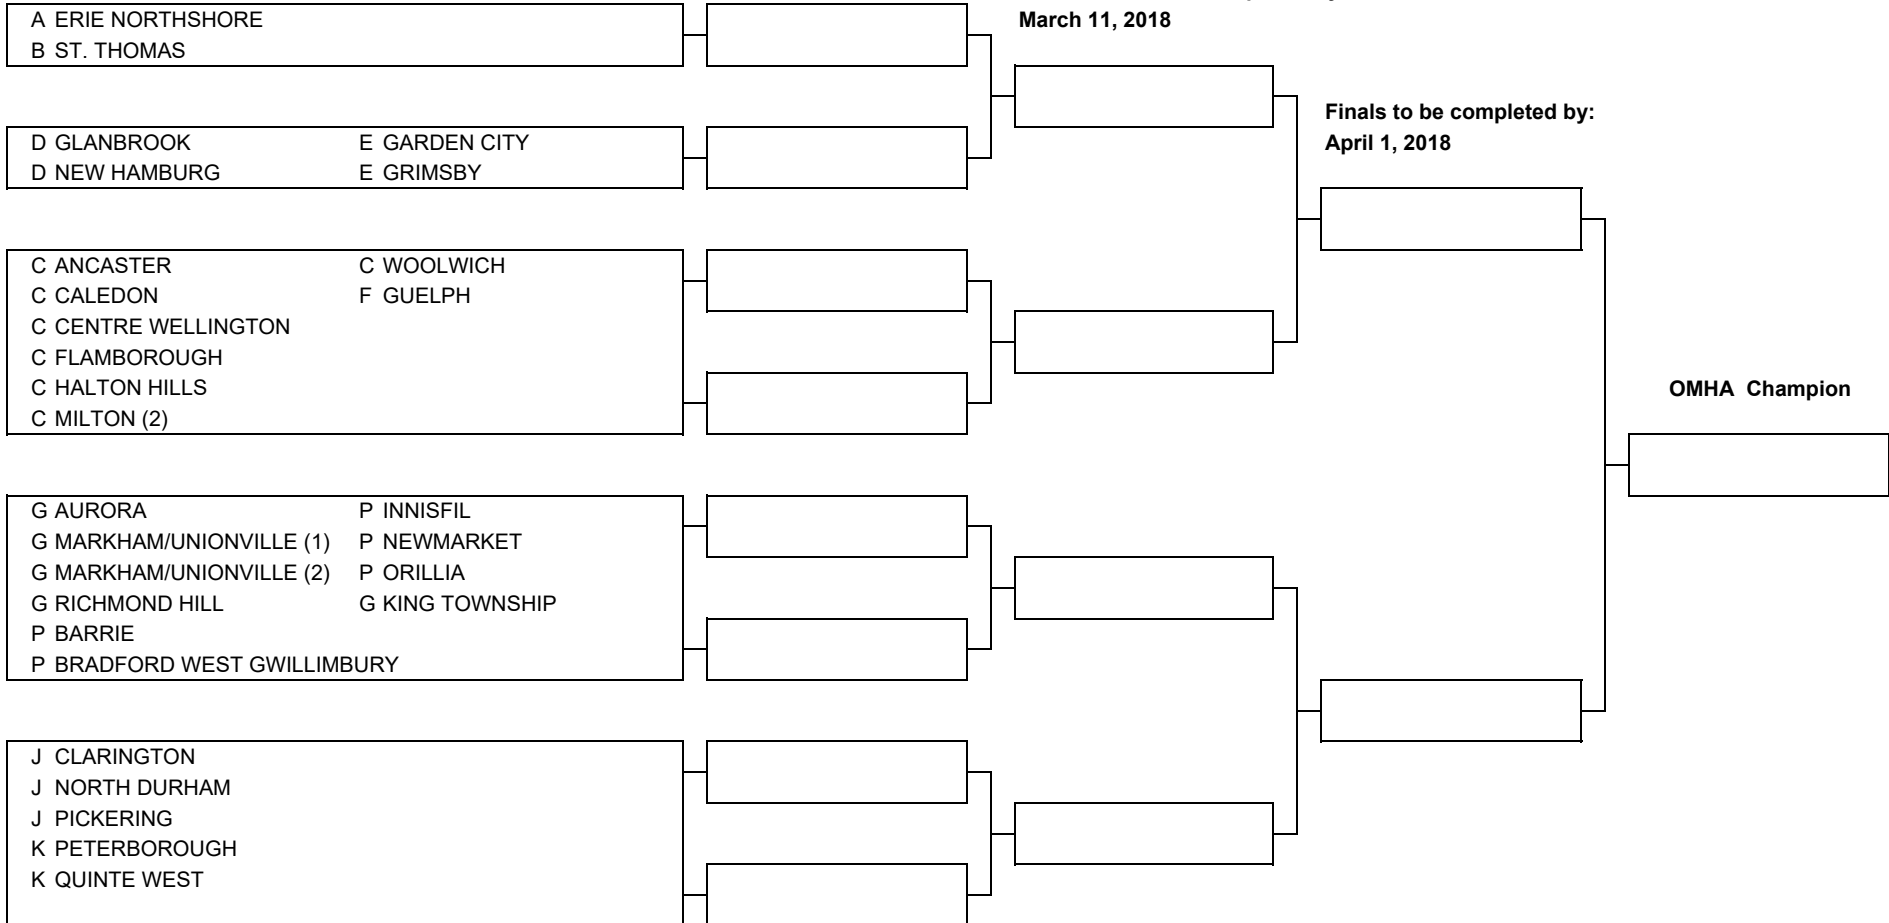 March 11, 2018
A ERIE NORTHSHORE
B ST. THOMAS
Finals to be completed by:
April 1, 2018
D GLANBROOK E GARDEN CITY
D NEW HAMBURG E GRIMSBY
C ANCASTER C WOOLWICH
C CALEDON F GUELPH
C CENTRE WELLINGTON
C FLAMBOROUGH
C HALTON HILLS
C MILTON (2)
OMHA Champion
G AURORA P INNISFIL
G MARKHAM/UNIONVILLE (1) P NEWMARKET
G MARKHAM/UNIONVILLE (2) P ORILLIA
G RICHMOND HILL G KING TOWNSHIP
P BARRIE
P BRADFORD WEST GWILLIMBURY
J CLARINGTON
J NORTH DURHAM
J PICKERING
K PETERBOROUGH
K QUINTE WEST